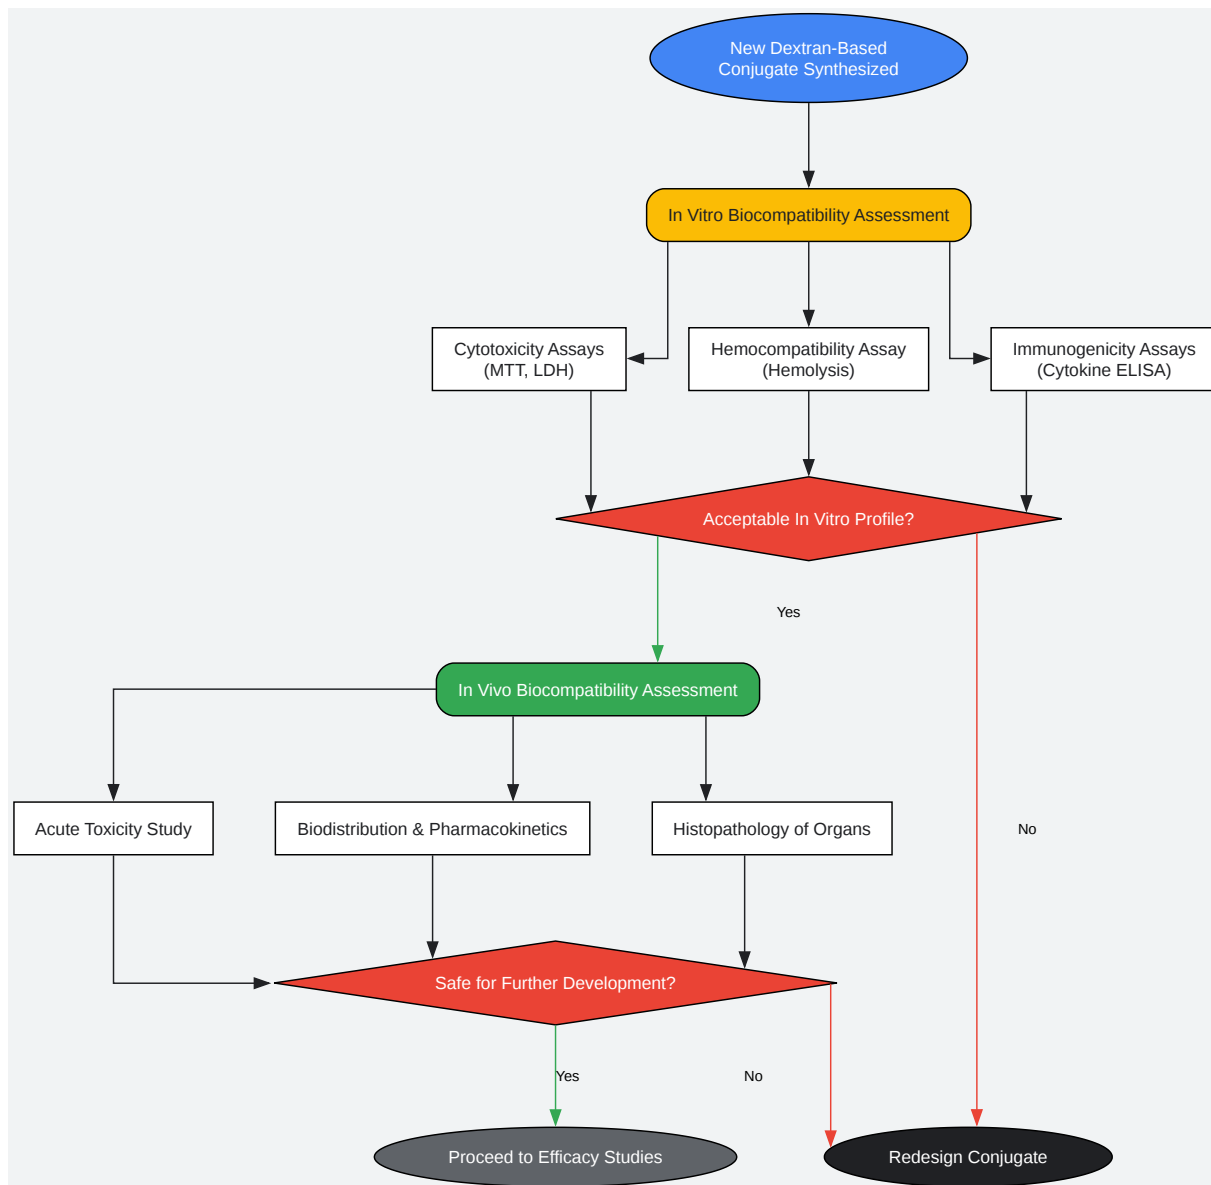 New Dextran-Based
Conjugate Synthesized
In Vitro Biocompatibility Assessment
Cytotoxicity Assays
(MTT, LDH)
Hemocompatibility Assay
(Hemolysis)
Immunogenicity Assays
(Cytokine ELISA)
Acceptable In Vitro Profile?
Yes
In Vivo Biocompatibility Assessment
Acute Toxicity Study
Biodistribution & Pharmacokinetics
Histopathology of Organs
No
Safe for Further Development?
Yes
No
Proceed to Efficacy Studies
Redesign Conjugate